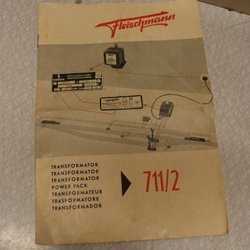 Fleischmann
TRANSFORMATOR
TRANSFORMATOR
TRANSFORMATOR
POWER PACK
TRANSFORMATEUR
TRASFORMATORE
TRANSFORMADOR
711/2